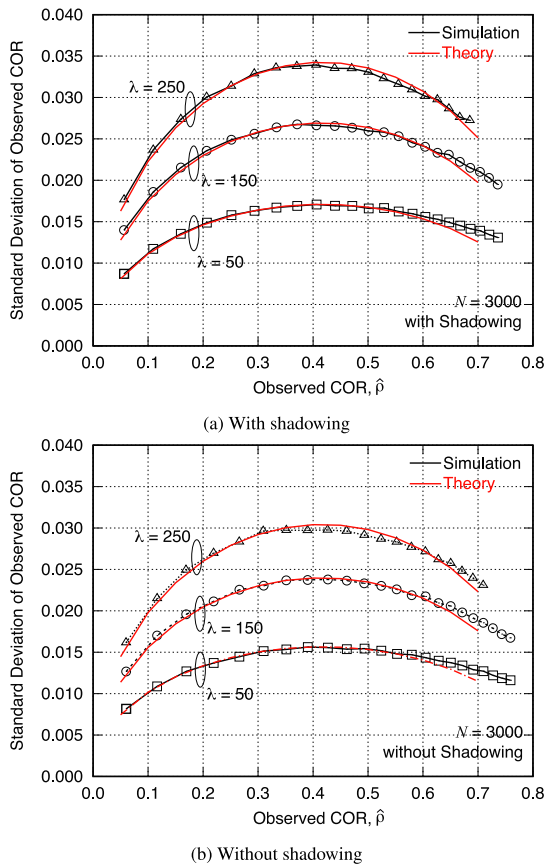 0.040
0.035
0.030
0.025
0.020
0.015
0.010
0.005
0.000
Standard Deviation of Observed COR
Simulation
Theory
λ = 250
λ = 150
λ = 50
N = 3000
with Shadowing
0.0 0.1 0.2 0.3 0.4 0.5 0.6 0.7 0.8
Observed COR, ρ̂
(a) With shadowing
0.040
0.035
0.030
0.025
0.020
0.015
0.010
0.005
0.000
Standard Deviation of Observed COR
Simulation
Theory
λ = 250
λ = 150
λ = 50
N = 3000
without Shadowing
0.0 0.1 0.2 0.3 0.4 0.5 0.6 0.7 0.8
Observed COR, ρ̂
(b) Without shadowing